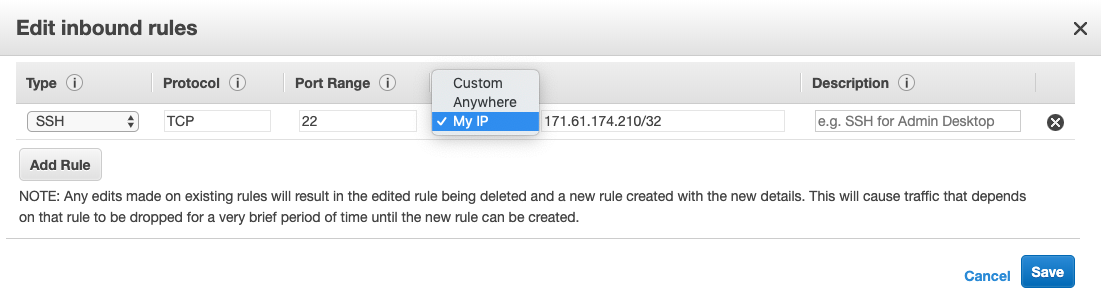 Edit inbound rules
Type Protocol Port Range Description
Custom
Anywhere
SSH TCP 22 ✓ My IP 171.61.174.210/32 e.g. SSH for Admin Desktop
Add Rule
NOTE: Any edits made on existing rules will result in the edited rule being deleted and a new rule created with the new details. This will cause traffic that depends
on that rule to be dropped for a very brief period of time until the new rule can be created.
Cancel Save